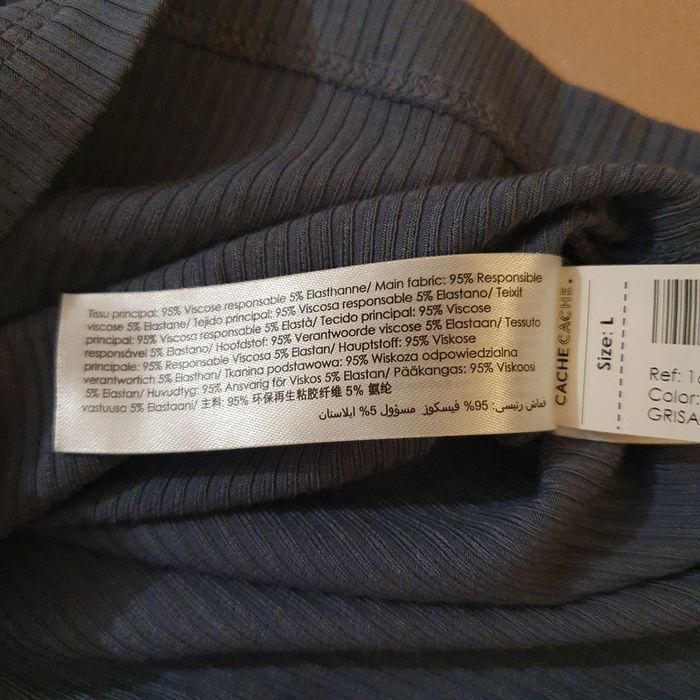 Tissu principal: 95% Viscose responsable 5% Elasthanne/ Main fabric: 95% Responsible
viscose 5% Elastane/ Tejido principal: 95% Viscosa responsable 5% Elastano/ Teixit
principal: 95% Viscosa responsable 5% Elastà/ Tecido principal: 95% Viscose
responsável 5% Elastano/ Hoofdstof: 95% Verantwoorde viscose 5% Elastaan/ Tessuto
principale: 95% Responsable Viscosa 5% Elastan/ Hauptstoff: 95% Viskose
verantwortich 5% Elasthan/ Tkanina podstawowa: 95% Wiskoza odpowiedzialna
5% Elastan/ Huvudtyg: 95% Ansvarig för Viskos 5% Elastan/ Pääkangas: 95% Viskoosi
vastuusa 5% Elastaani/ 主料: 95% 环保再生粘胶纤维 5% 氨纶
قماش رئيسي: 95% فيسكوز مسؤول 5% ايلاستان
CACHE CACHE.
Size: L
Ref:
Color: